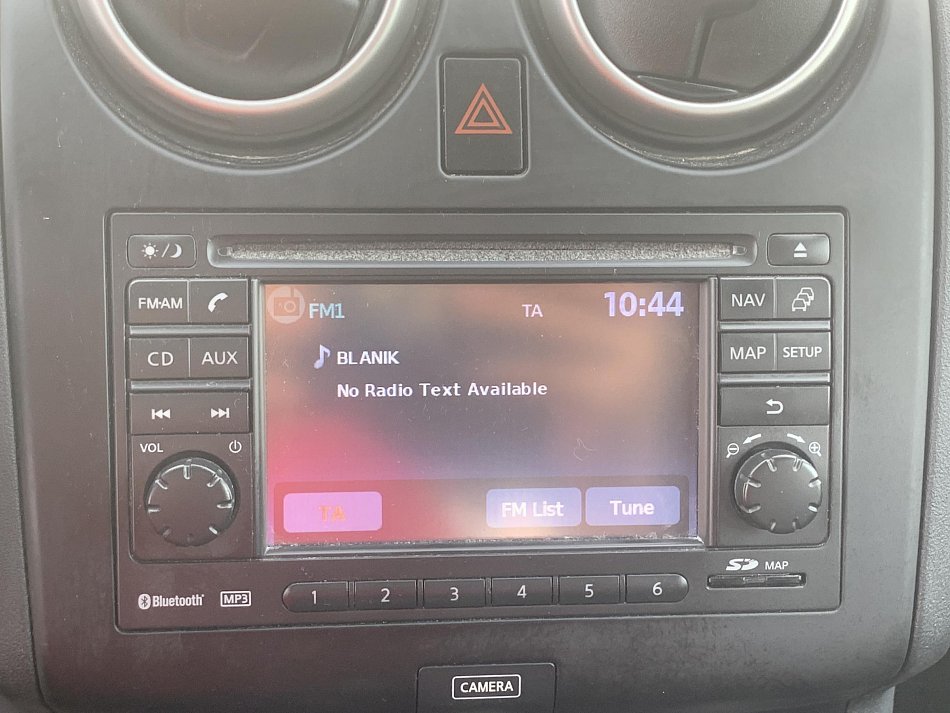 FM·AM
CD
AUX
VOL
FM1
TA
10:44
BLANIK
No Radio Text Available
TA
FM List
Tune
NAV
MAP
SETUP
SD MAP
Bluetooth
MP3
1 2 3 4 5 6
CAMERA